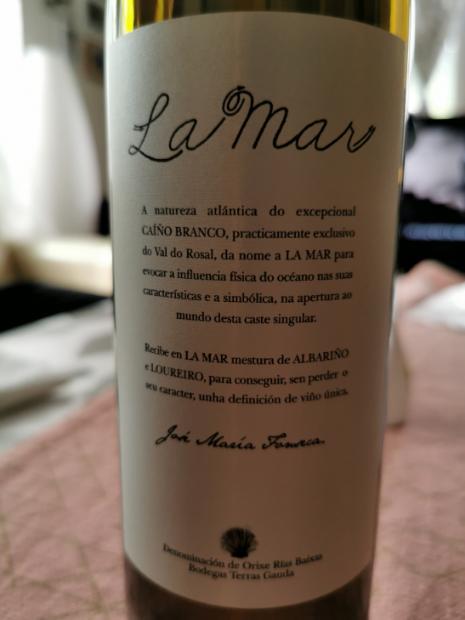 La Mar
A natureza atlántica do excepcional
CAÍÑO BRANCO, practicamente exclusivo
do Val do Rosal, da nome a LA MAR para
evocar a influencia física do océano nas suas
características e a simbólica, na apertura ao
mundo desta caste singular.
Recibe en LA MAR mestura de ALBARIÑO
e LOUREIRO, para conseguir, sen perder o
seu caracter, unha definición de viño única.
José María Fonseca
Denominación de Orixe Rías Baixas
Bodegas Terras Gauda